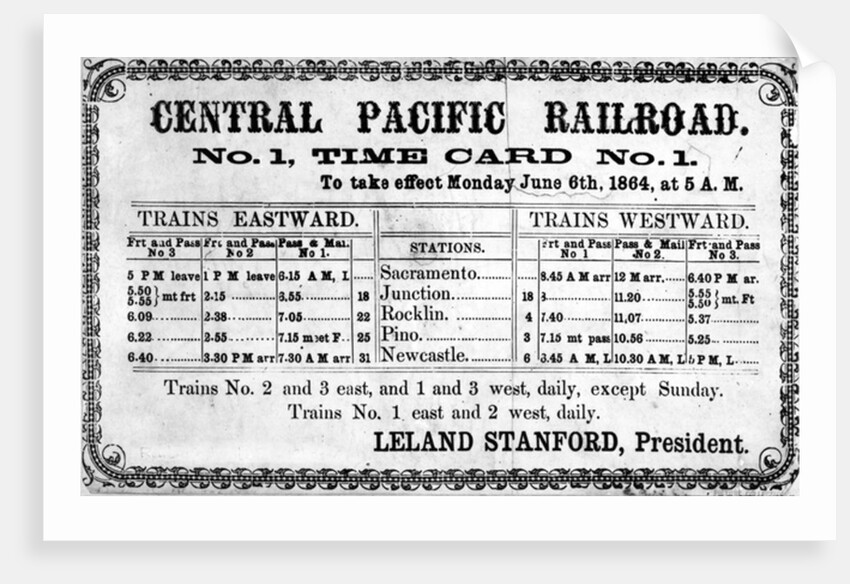 CENTRAL PACIFIC RAILROAD.
No. 1, TIME CARD No. 1.
To take effect Monday June 6th, 1864, at 5 A. M.
TRAINS EASTWARD. TRAINS WESTWARD.
Frt and Pass No 3 Frt and Pass No 2 Pass & Mail No 1. STATIONS. Frt and Pass No 1 Pass & Mail No. 2. Frt and Pass No 3.
5 P M leave 1 P M leave 6.15 A M, L ...... Sacramento.......... ...... 8.45 A M arr 12 M arr..... 6.40 P M ar.
5.50 5.55 } mt frt 2.15 ............ 6.55. .......... 18 Junction............... 18 8............... 11.20. ........... 5.55 5.50 } mt. Ft
6.09........... 2.38............ 7.05............ 22 Rocklin. ............... 4 7.40............ 11,07............ 5.37............
6.22............ 2.55............ 7.15 meet F.. 25 Pino...................... 3 7.15 mt pass 10.56 ........... 5.25-...........
6.40............ 3.30 P M arr 7.30 A M arr 31 Newcastle............ 6 6.45 A M, L 10.30 A M, L 5 P M, L......
Trains No. 2 and 3 east, and 1 and 3 west, daily, except Sunday.
Trains No. 1 east and 2 west, daily.
LELAND STANFORD, President.